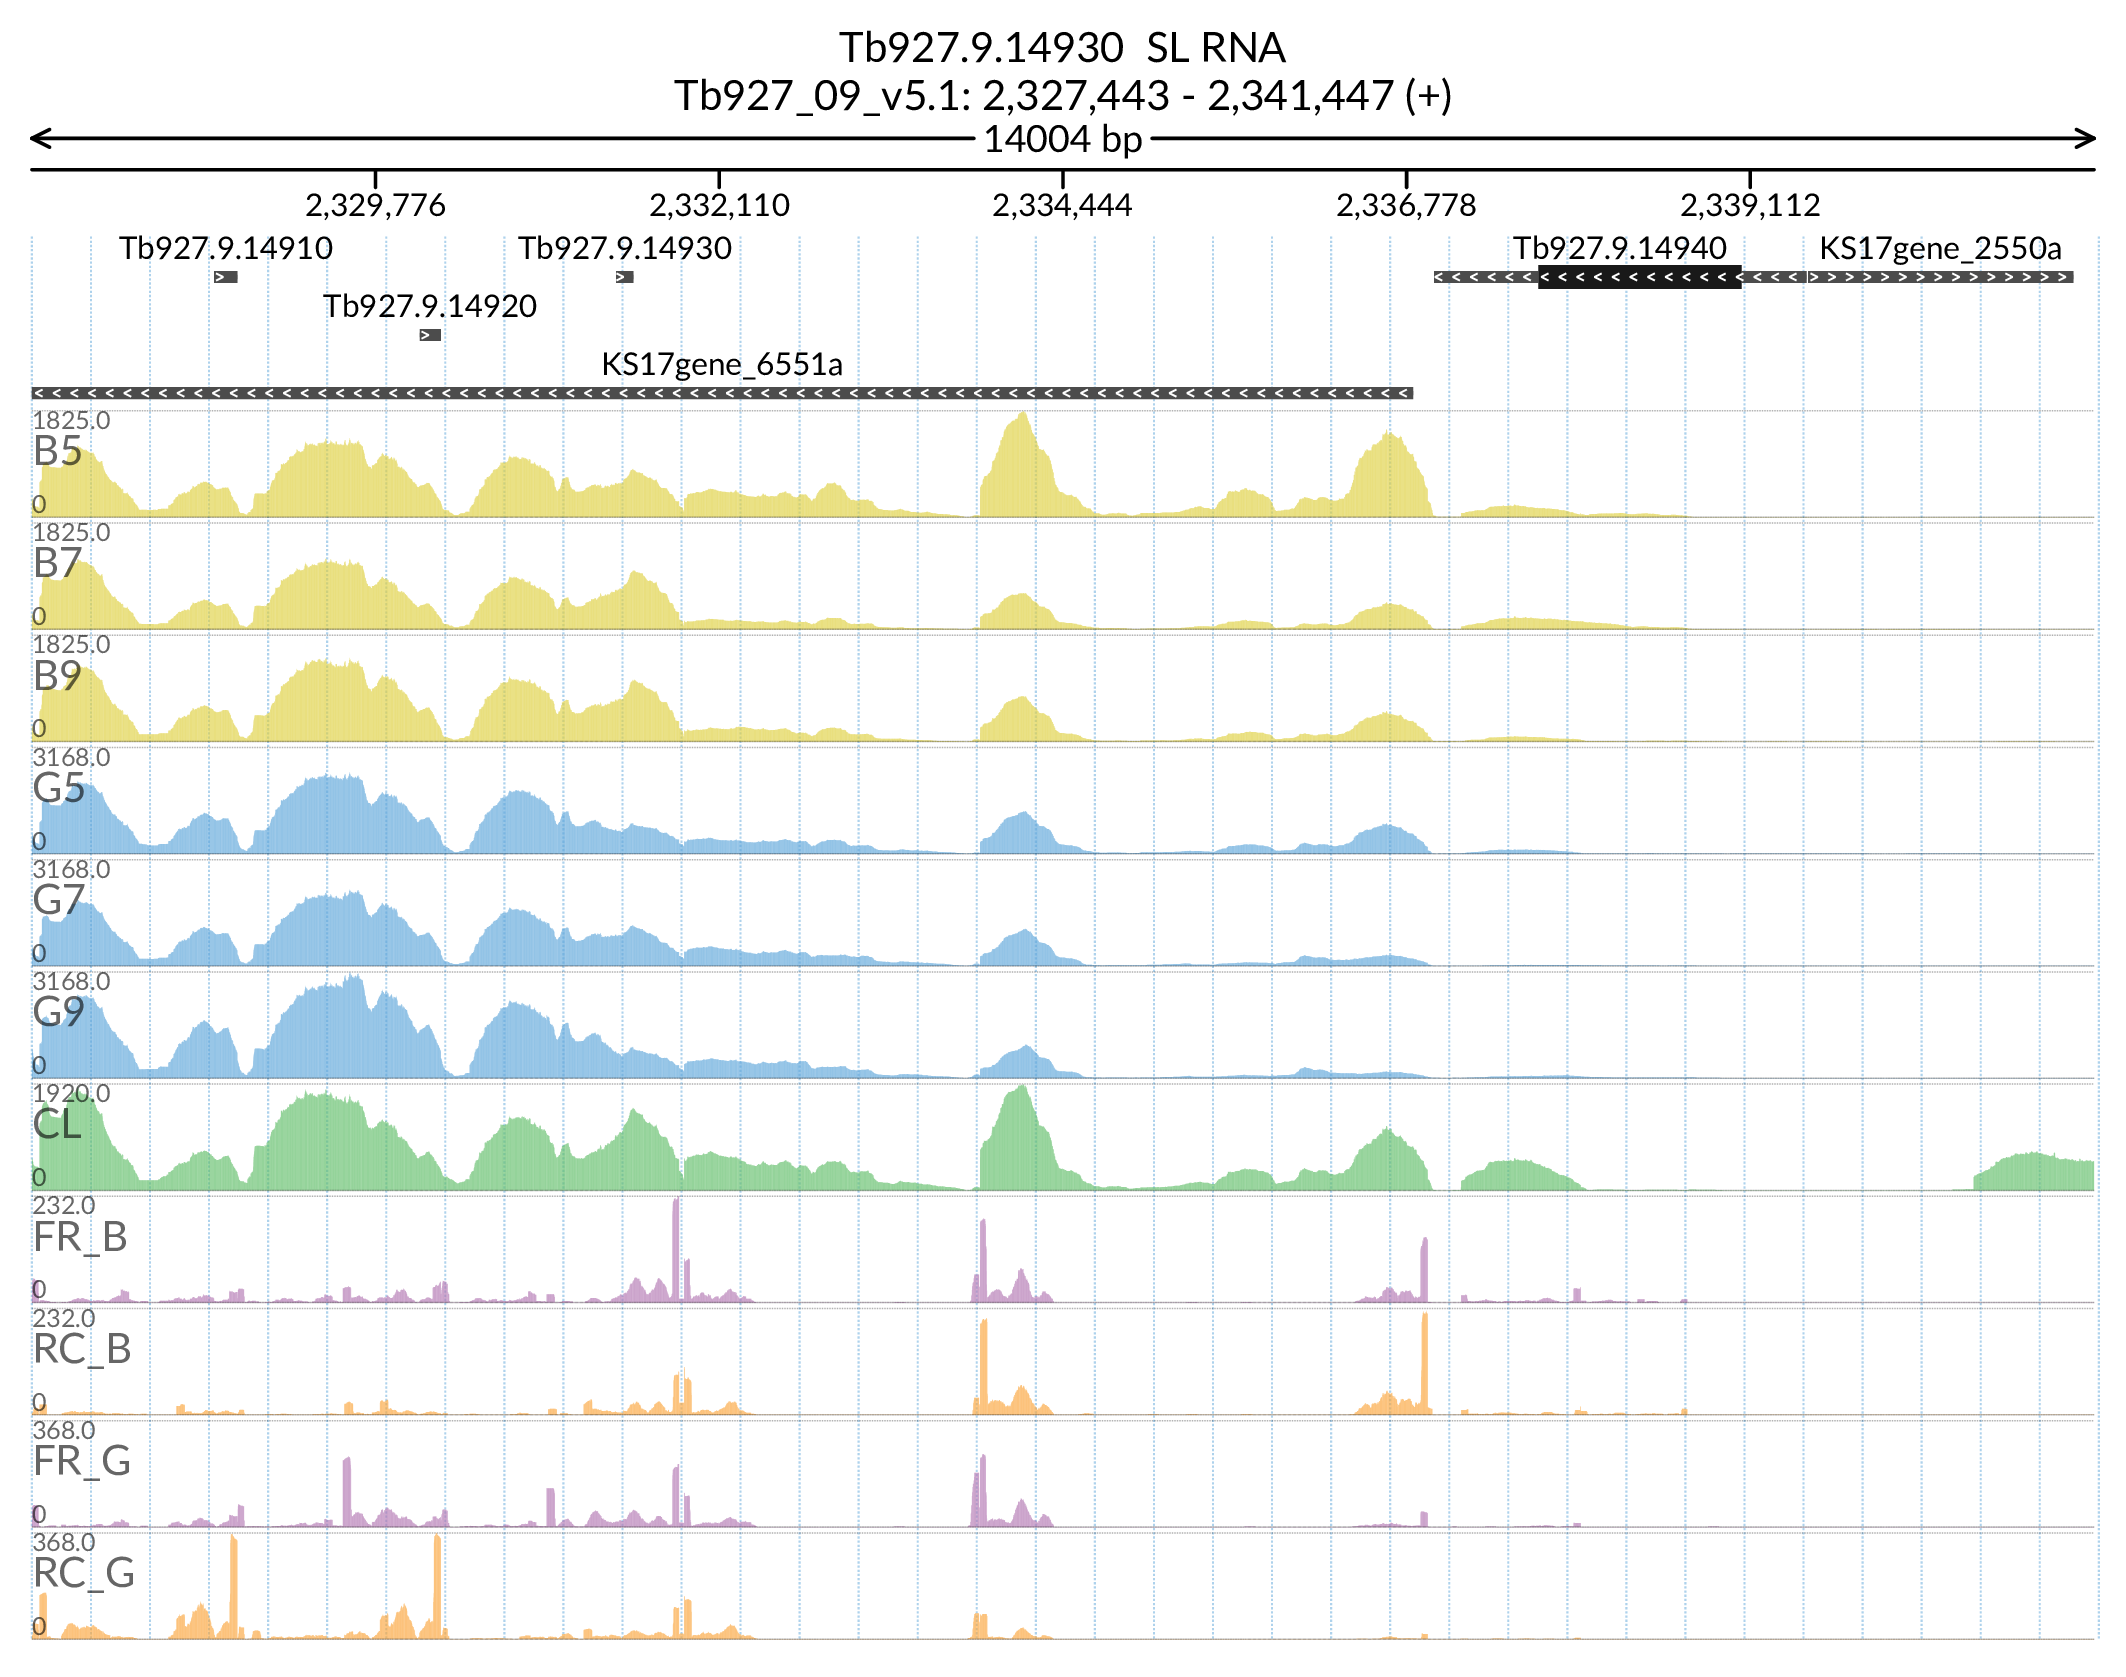 Tb927.9.14930  SL RNA
Tb927_09_v5.1: 2,327,443 - 2,341,447 (+)
14004 bp
2,329,776 2,332,110 2,334,444 2,336,778 2,339,112
Tb927.9.14910 Tb927.9.14930 Tb927.9.14940 KS17gene_2550a
Tb927.9.14920
KS17gene_6551a
1825.0
B5
0
1825.0
B7
0
1825.0
B9
0
3168.0
G5
0
3168.0
G7
0
3168.0
G9
0
1920.0
CL
0
232.0
FR_B
0
232.0
RC_B
0
368.0
FR_G
0
368.0
RC_G
0